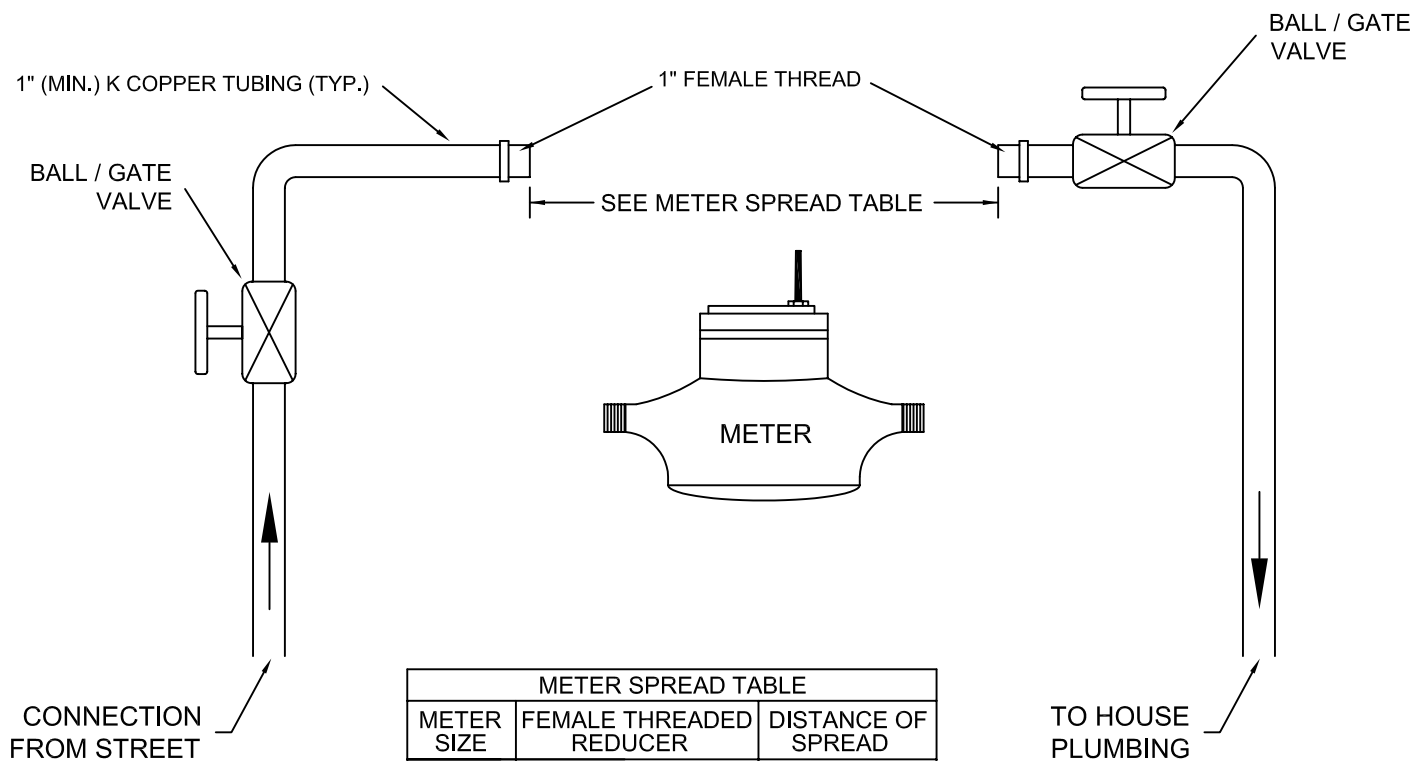 BALL / GATE
VALVE
1" (MIN.) K COPPER TUBING (TYP.)
1" FEMALE THREAD
BALL / GATE
VALVE
SEE METER SPREAD TABLE
METER
CONNECTION
FROM STREET
METER SPREAD TABLE
METER
SIZE
FEMALE THREADED
REDUCER
DISTANCE OF
SPREAD
TO HOUSE
PLUMBING